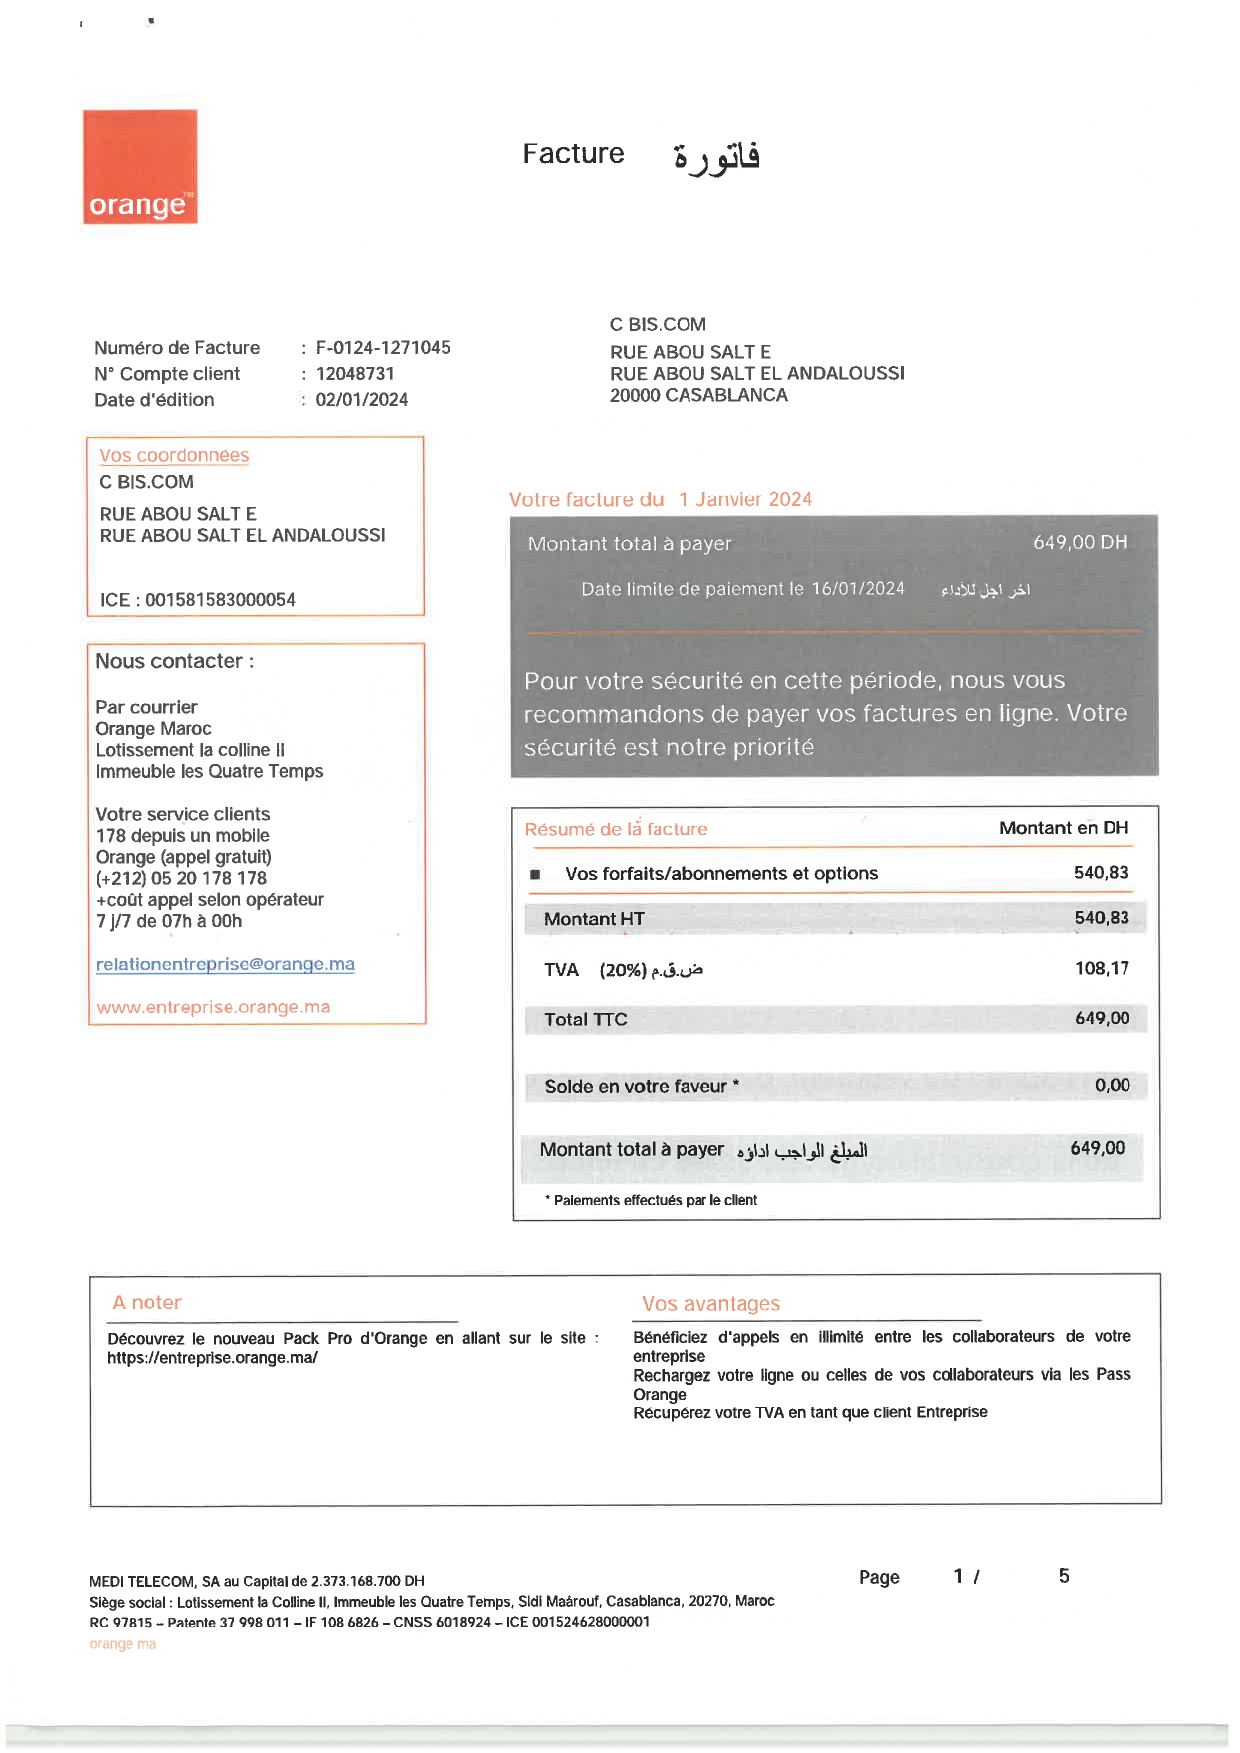 orange™
Facture فاتورة
C BIS.COM
RUE ABOU SALT E
RUE ABOU SALT EL ANDALOUSSI
20000 CASABLANCA
Numéro de Facture : F-0124-1271045
N° Compte client : 12048731
Date d'édition : 02/01/2024
Vos coordonnées
C BIS.COM
RUE ABOU SALT E
RUE ABOU SALT EL ANDALOUSSI
ICE : 001581583000054
Nous contacter :
Par courrier
Orange Maroc
Lotissement la colline II
Immeuble les Quatre Temps
Votre service clients
178 depuis un mobile
Orange (appel gratuit)
(+212) 05 20 178 178
+coût appel selon opérateur
7 j/7 de 07h à 00h
relationentreprise@orange.ma
www.entreprise.orange.ma
Votre facture du 1 Janvier 2024
Montant total à payer 649,00 DH
Date limite de paiement le 16/01/2024 اخر اجل للأداء
Pour votre sécurité en cette période, nous vous
recommandons de payer vos factures en ligne. Votre
sécurité est notre priorité
Résumé de la facture Montant en DH
■ Vos forfaits/abonnements et options 540,83
Montant HT 540,83
TVA (20%) ض.ق.م 108,17
Total TTC 649,00
Solde en votre faveur * 0,00
Montant total à payer المبلغ الواجب اداؤه 649,00
* Paiements effectués par le client
A noter
Découvrez le nouveau Pack Pro d'Orange en allant sur le site :
https://entreprise.orange.ma/
Vos avantages
Bénéficiez d'appels en illimité entre les collaborateurs de votre
entreprise
Rechargez votre ligne ou celles de vos collaborateurs via les Pass
Orange
Récupérez votre TVA en tant que client Entreprise
MEDI TELECOM, SA au Capital de 2.373.168.700 DH
Siège social : Lotissement la Colline II, Immeuble les Quatre Temps, Sidi Maârouf, Casablanca, 20270, Maroc
RC 97815 – Patente 37 998 011 – IF 108 6826 – CNSS 6018924 – ICE 001524628000001
orange ma
Page 1 / 5